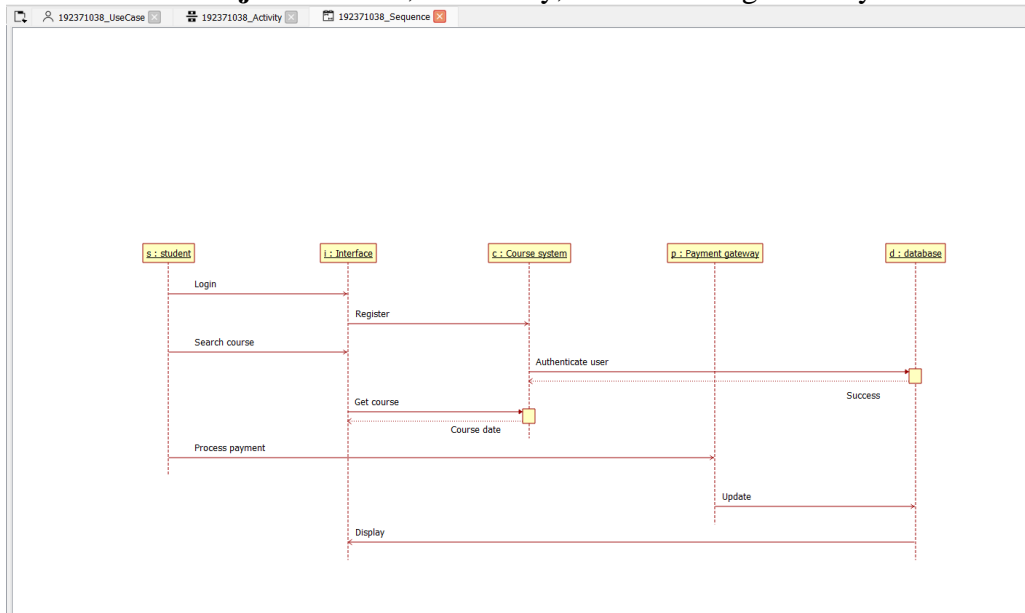 192371038_UseCase
192371038_Activity
192371038_Sequence
s : student
i : Interface
c : Course system
p : Payment gateway
d : database
Login
Register
Search course
Authenticate user
Success
Get course
Course date
Process payment
Update
Display